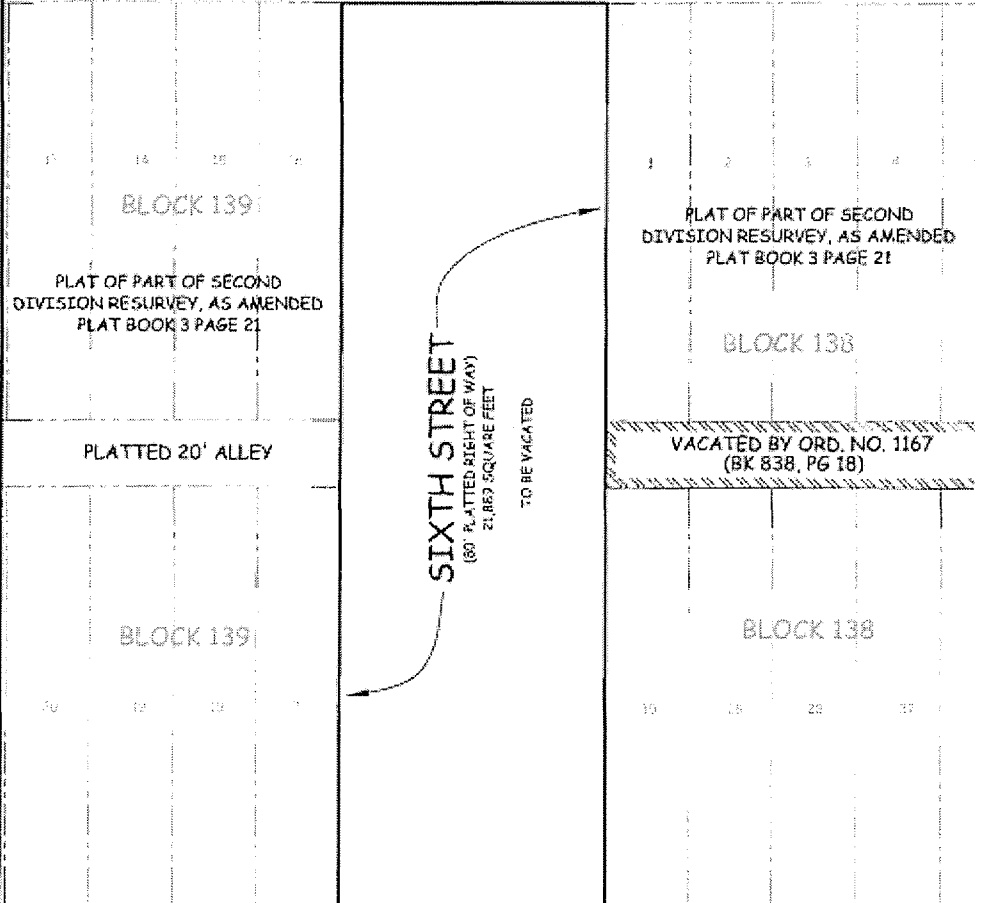 14
BLOCK 139
PLAT OF PART OF SECOND
DIVISION RESURVEY, AS AMENDED
PLAT BOOK 3 PAGE 21
PLATTED 20' ALLEY
BLOCK 139
SIXTH STREET
(80' PLATTED RIGHT OF WAY)
SQUARE FEET
TO BE VACATED
1 2 3 4
PLAT OF PART OF SECOND
DIVISION RESURVEY, AS AMENDED
PLAT BOOK 3 PAGE 21
BLOCK 138
VACATED BY ORD. NO. 1167
(BK 838, PG 18)
BLOCK 138